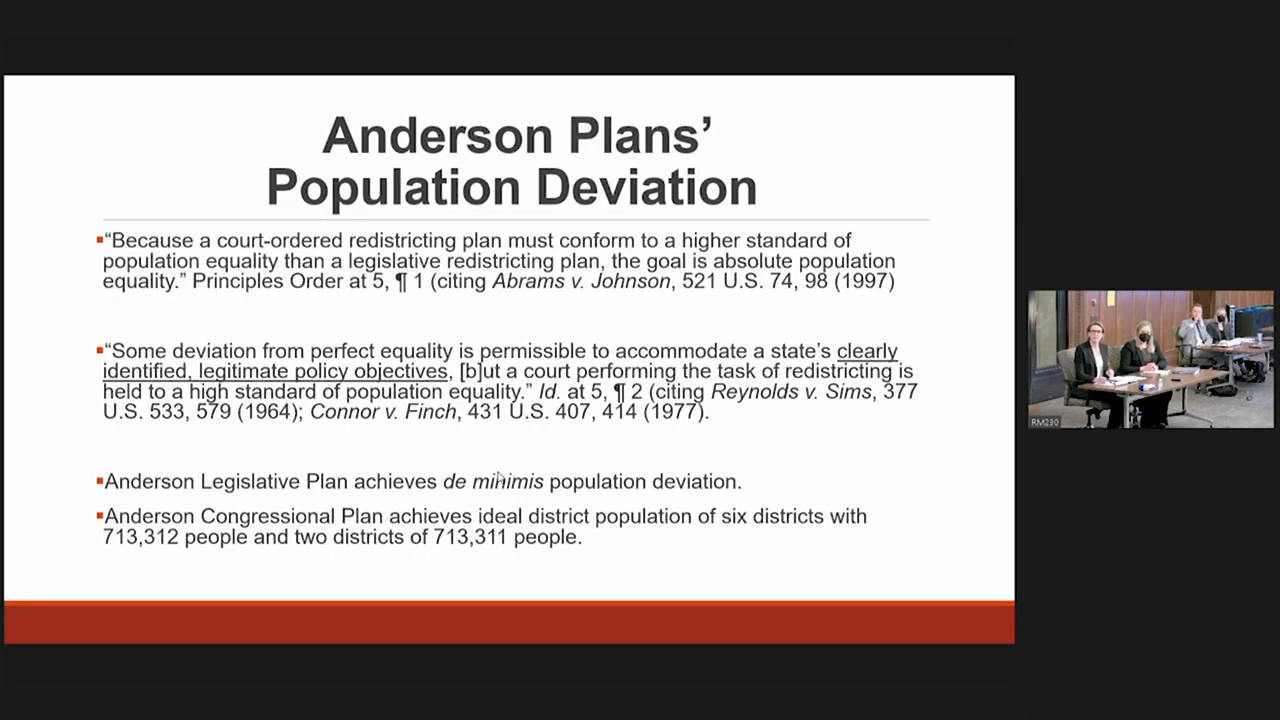 Anderson Plans’
Population Deviation
▪“Because a court-ordered redistricting plan must conform to a higher standard of
population equality than a legislative redistricting plan, the goal is absolute population
equality.” Principles Order at 5, ¶ 1 (citing Abrams v. Johnson, 521 U.S. 74, 98 (1997)
▪“Some deviation from perfect equality is permissible to accommodate a state’s clearly
identified, legitimate policy objectives, [b]ut a court performing the task of redistricting is
held to a high standard of population equality.” Id. at 5, ¶ 2 (citing Reynolds v. Sims, 377
U.S. 533, 579 (1964); Connor v. Finch, 431 U.S. 407, 414 (1977).
▪Anderson Legislative Plan achieves de minimis population deviation.
▪Anderson Congressional Plan achieves ideal district population of six districts with
713,312 people and two districts of 713,311 people.
RM230